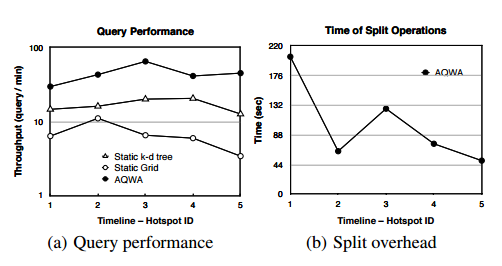 Query Performance
Throughput (query / min)
100
10
1
Static k-d tree
Static Grid
AQWA
1 2 3 4 5
Timeline – Hotspot ID
(a) Query performance
Time of Split Operations
Time (sec)
220
176
132
88
44
0
AQWA
1 2 3 4 5
Timeline – Hotspot ID
(b) Split overhead